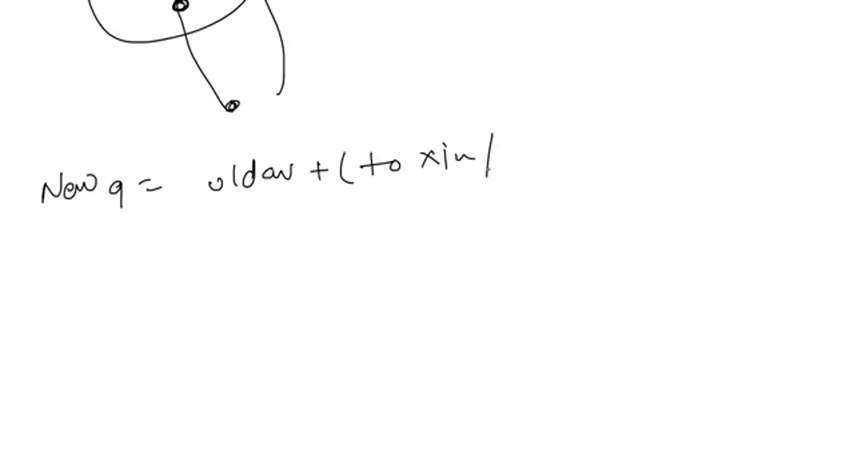 New q = oldav + ( to xin /